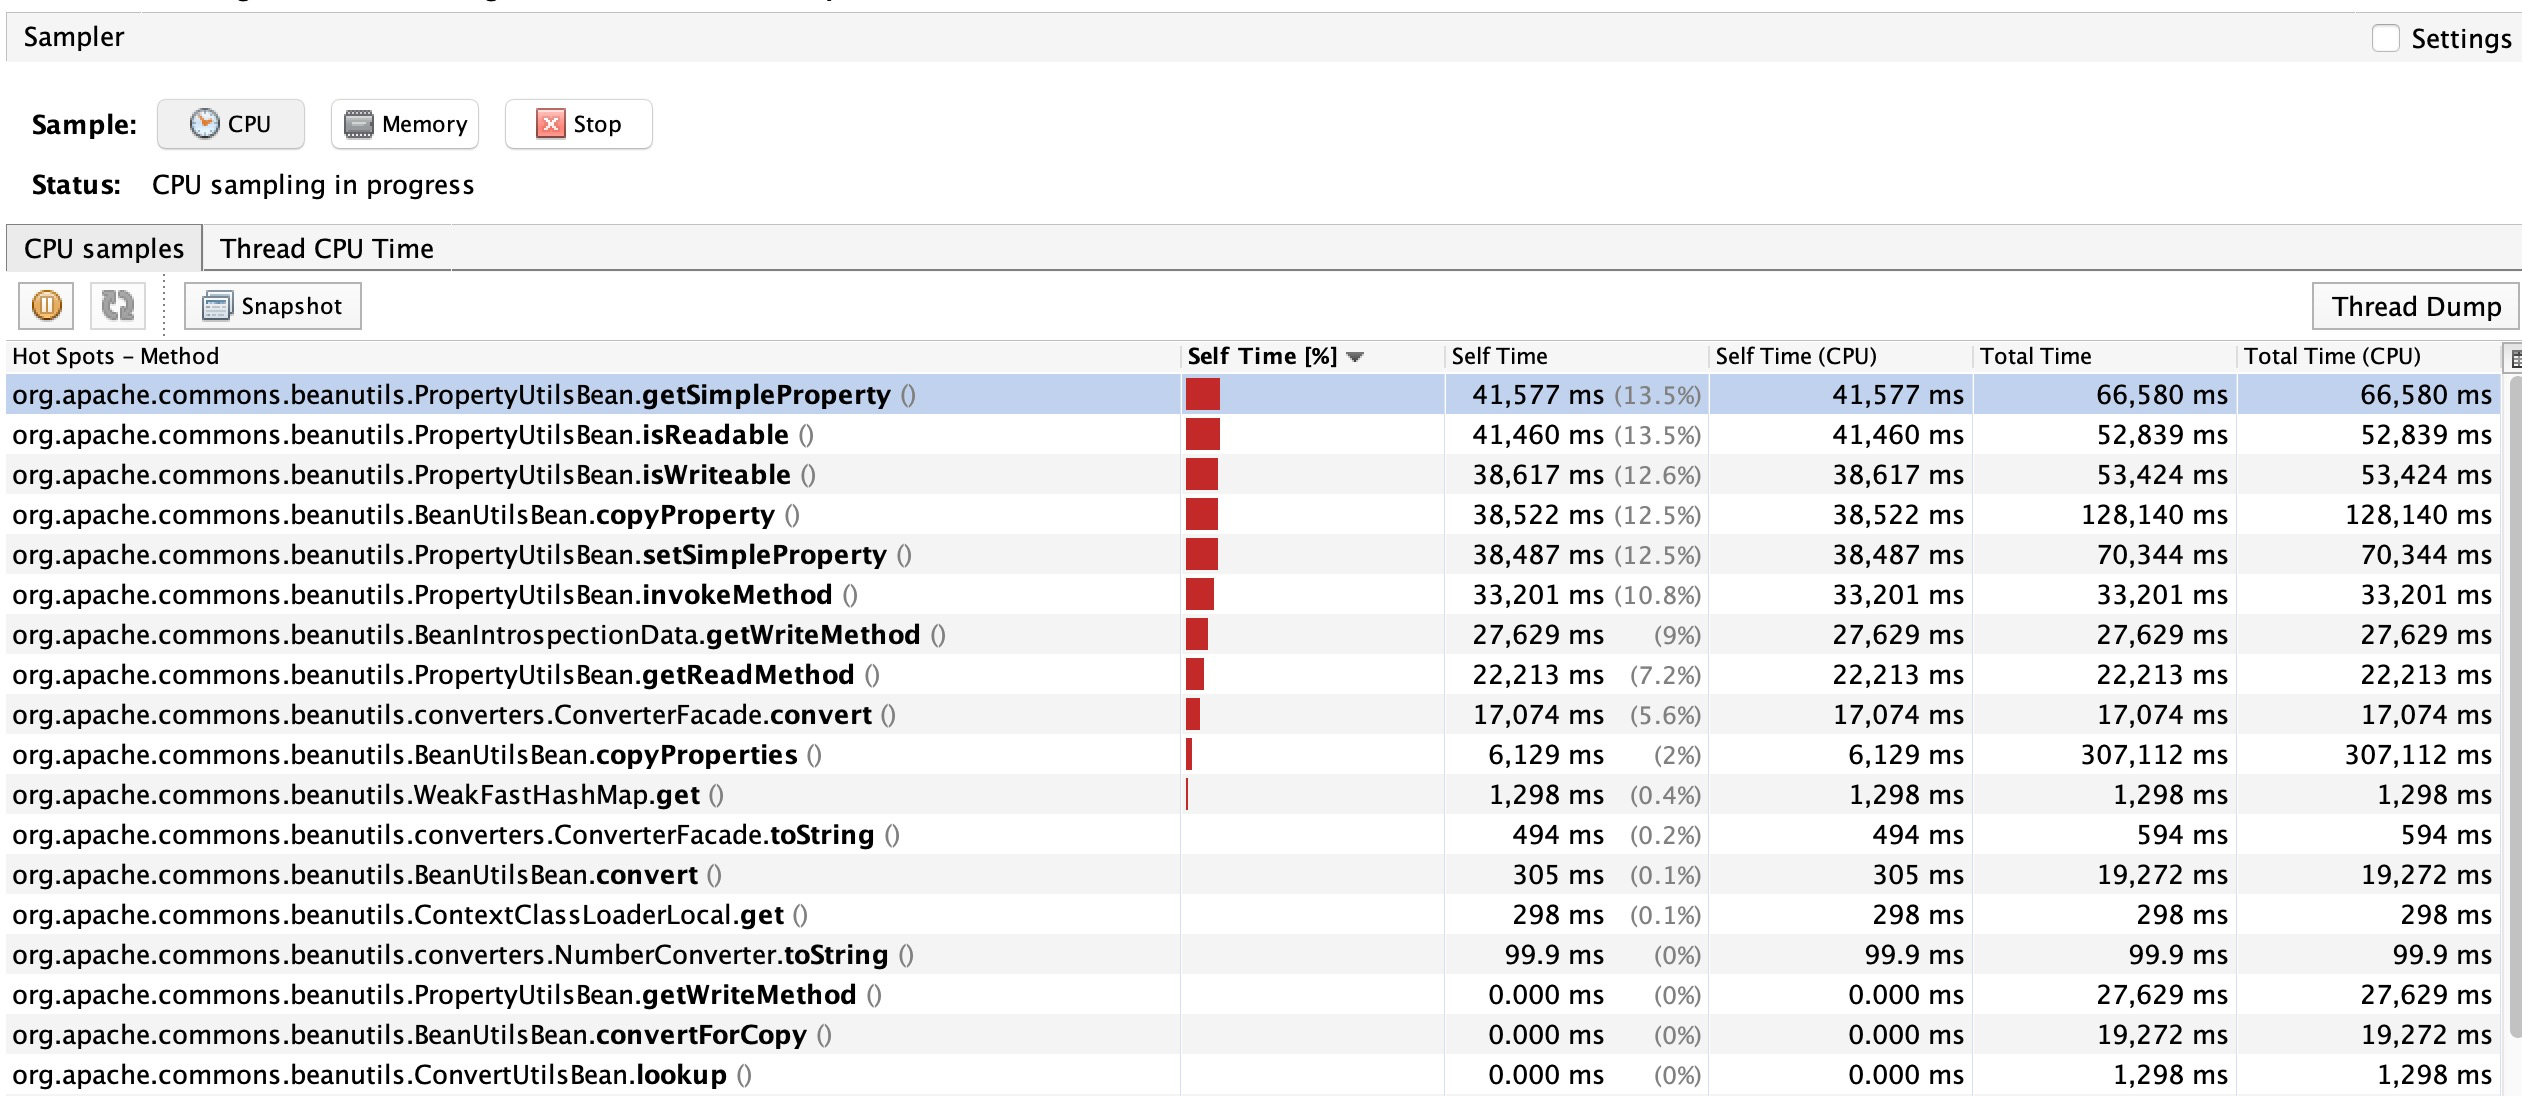 Sampler Settings
Sample: CPU Memory Stop
Status: CPU sampling in progress
CPU samples Thread CPU Time
Snapshot Thread Dump
Hot Spots – Method Self Time [%] Self Time Self Time (CPU) Total Time Total Time (CPU)
org.apache.commons.beanutils.PropertyUtilsBean.getSimpleProperty () 41,577 ms (13.5%) 41,577 ms 66,580 ms 66,580 ms
org.apache.commons.beanutils.PropertyUtilsBean.isReadable () 41,460 ms (13.5%) 41,460 ms 52,839 ms 52,839 ms
org.apache.commons.beanutils.PropertyUtilsBean.isWriteable () 38,617 ms (12.6%) 38,617 ms 53,424 ms 53,424 ms
org.apache.commons.beanutils.BeanUtilsBean.copyProperty () 38,522 ms (12.5%) 38,522 ms 128,140 ms 128,140 ms
org.apache.commons.beanutils.PropertyUtilsBean.setSimpleProperty () 38,487 ms (12.5%) 38,487 ms 70,344 ms 70,344 ms
org.apache.commons.beanutils.PropertyUtilsBean.invokeMethod () 33,201 ms (10.8%) 33,201 ms 33,201 ms 33,201 ms
org.apache.commons.beanutils.BeanIntrospectionData.getWriteMethod () 27,629 ms (9%) 27,629 ms 27,629 ms 27,629 ms
org.apache.commons.beanutils.PropertyUtilsBean.getReadMethod () 22,213 ms (7.2%) 22,213 ms 22,213 ms 22,213 ms
org.apache.commons.beanutils.converters.ConverterFacade.convert () 17,074 ms (5.6%) 17,074 ms 17,074 ms 17,074 ms
org.apache.commons.beanutils.BeanUtilsBean.copyProperties () 6,129 ms (2%) 6,129 ms 307,112 ms 307,112 ms
org.apache.commons.beanutils.WeakFastHashMap.get () 1,298 ms (0.4%) 1,298 ms 1,298 ms 1,298 ms
org.apache.commons.beanutils.converters.ConverterFacade.toString () 494 ms (0.2%) 494 ms 594 ms 594 ms
org.apache.commons.beanutils.BeanUtilsBean.convert () 305 ms (0.1%) 305 ms 19,272 ms 19,272 ms
org.apache.commons.beanutils.ContextClassLoaderLocal.get () 298 ms (0.1%) 298 ms 298 ms 298 ms
org.apache.commons.beanutils.converters.NumberConverter.toString () 99.9 ms (0%) 99.9 ms 99.9 ms 99.9 ms
org.apache.commons.beanutils.PropertyUtilsBean.getWriteMethod () 0.000 ms (0%) 0.000 ms 27,629 ms 27,629 ms
org.apache.commons.beanutils.BeanUtilsBean.convertForCopy () 0.000 ms (0%) 0.000 ms 19,272 ms 19,272 ms
org.apache.commons.beanutils.ConvertUtilsBean.lookup () 0.000 ms (0%) 0.000 ms 1,298 ms 1,298 ms